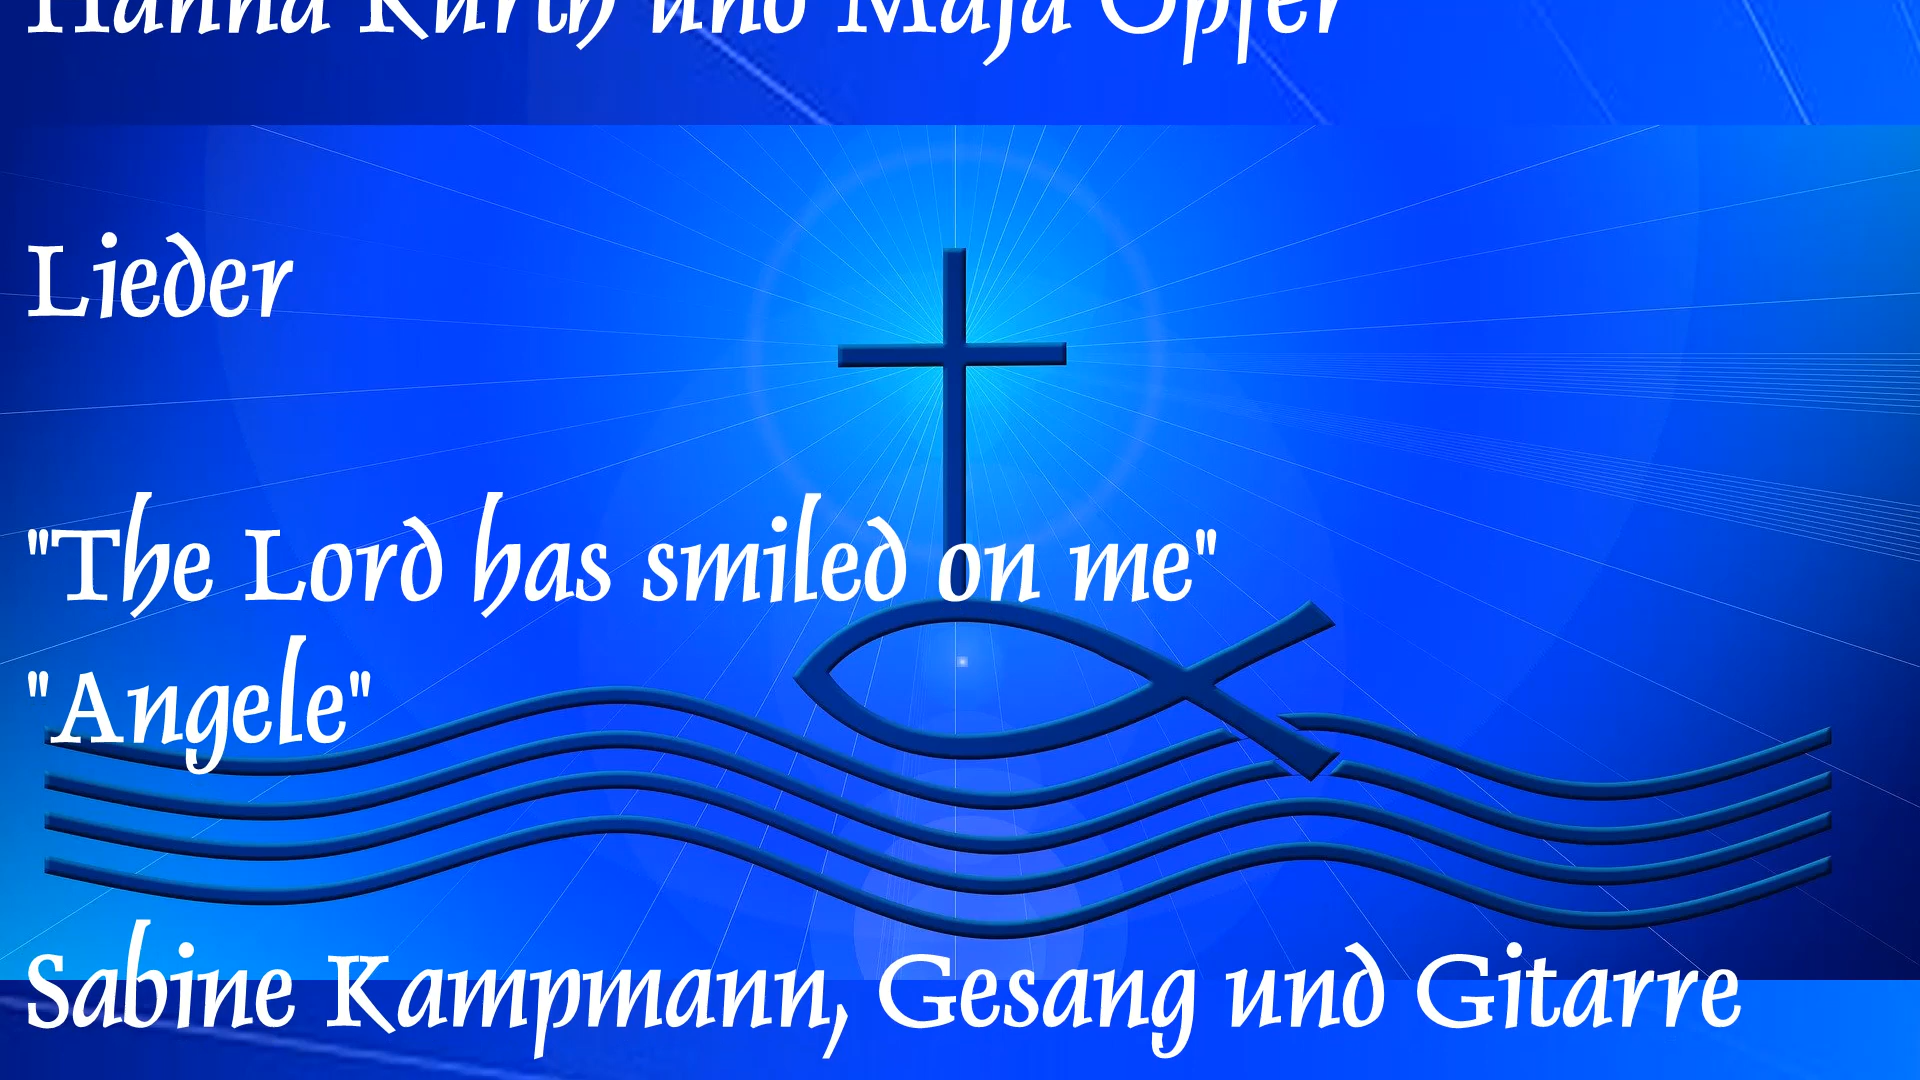 Hanna Kurth und Maja Opfer
Lieder
"The Lord has smiled on me"
"Angele"
Sabine Kampmann, Gesang und Gitarre